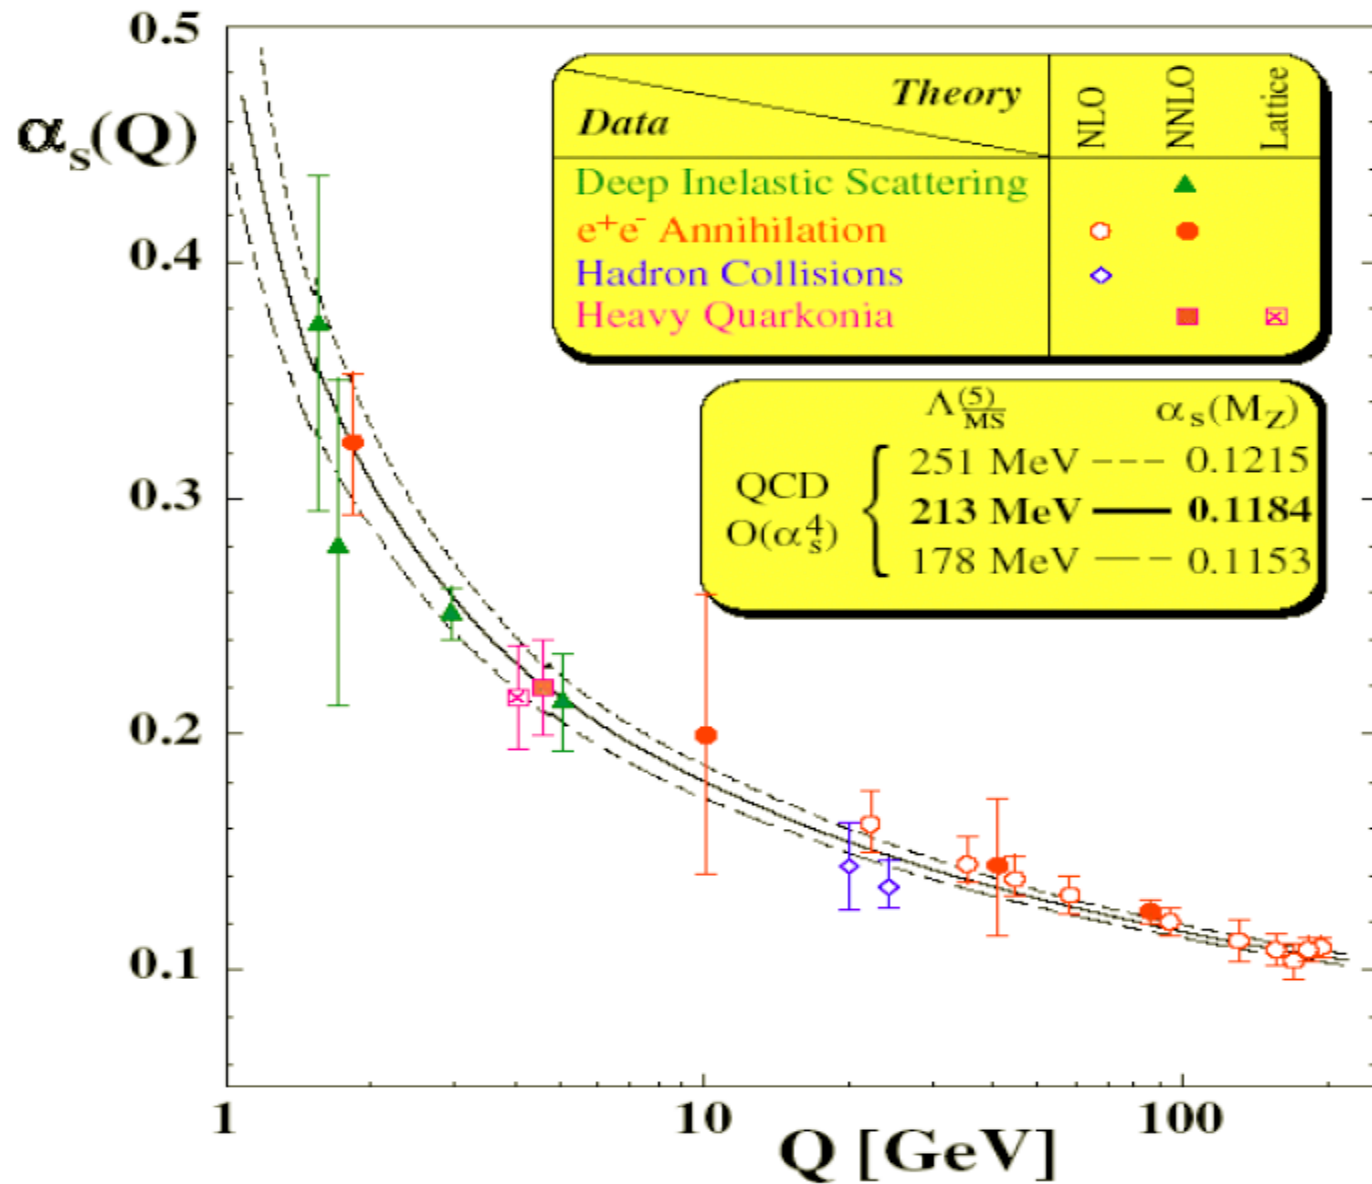 0.5
αs(Q)
0.4
0.3
0.2
0.1
Theory
Data
NLO
NNLO
Lattice
Deep Inelastic Scattering
e+e- Annihilation
Hadron Collisions
Heavy Quarkonia
Λ(5)MS αs(MZ)
QCD
O(αs4)
251 MeV 0.1215
213 MeV 0.1184
178 MeV 0.1153
1 10 100
Q [GeV]